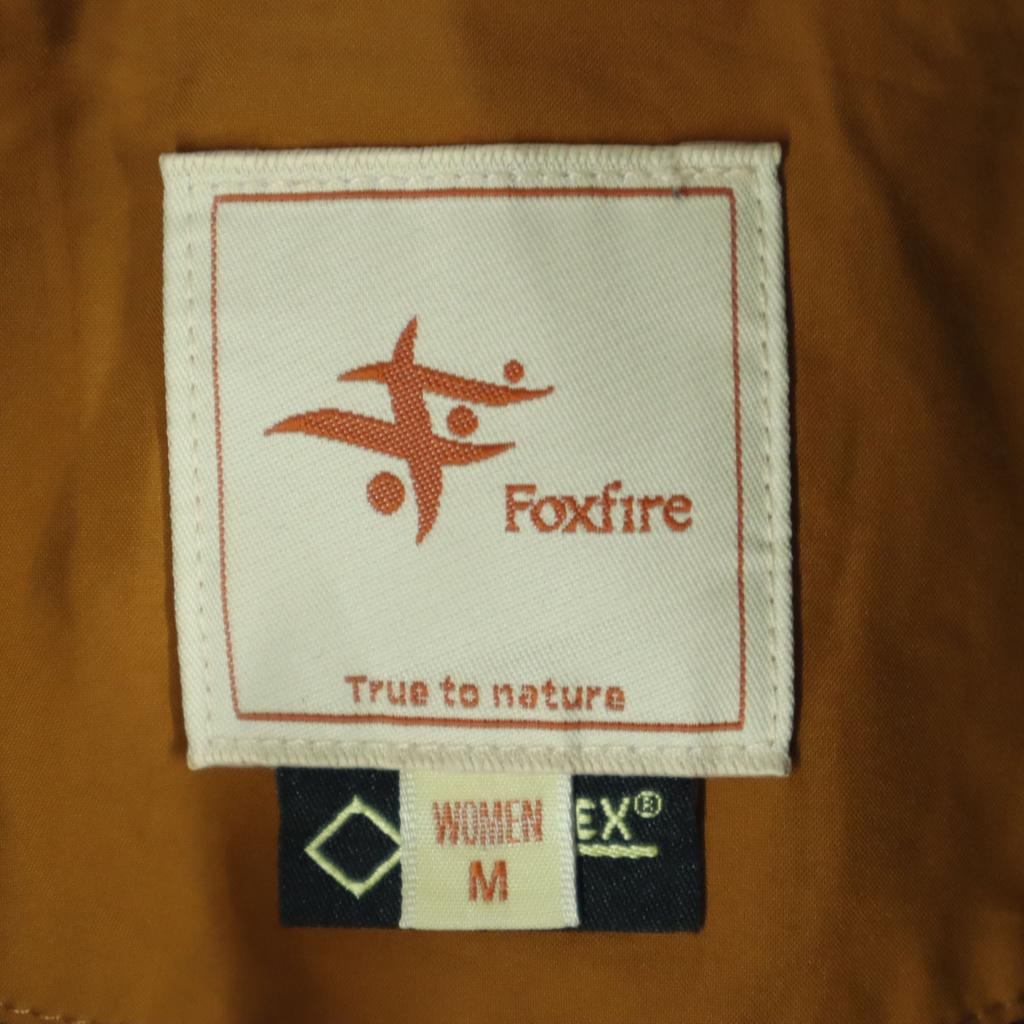 Foxfire
True to nature
WOMEN
M
EX®